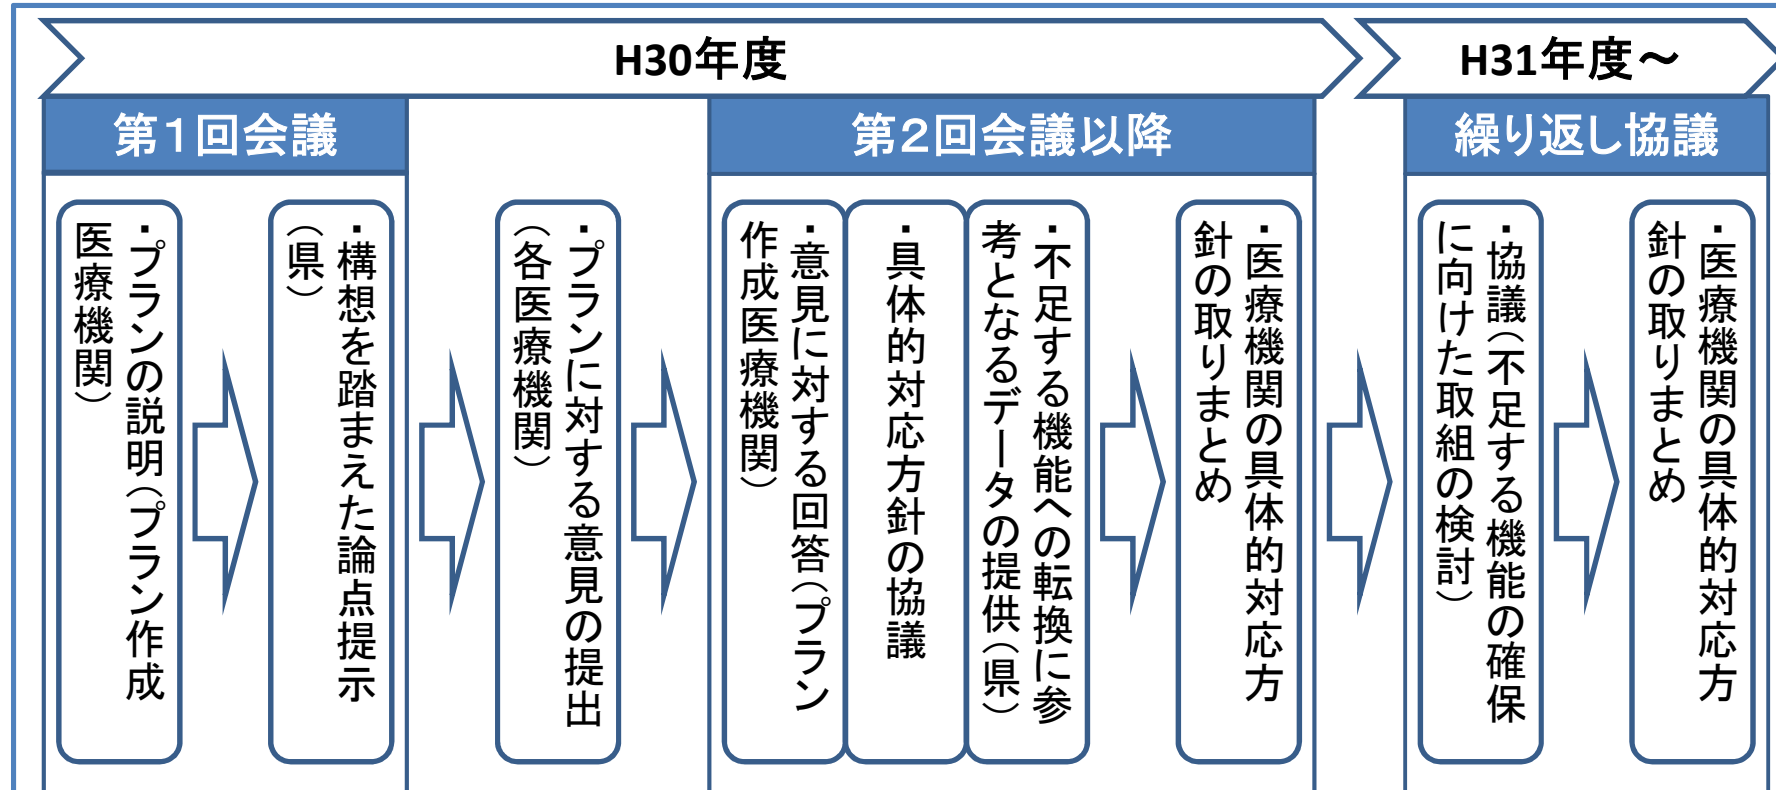 H30年度
H31年度～
第１回会議
第２回会議以降
繰り返し協議
・プランの説明（プラン作成
医療機関）
・構想を踏まえた論点提示
（県）
・プランに対する意見の提出
（各医療機関）
・意見に対する回答（プラン
作成医療機関）
・具体的対応方針の協議
・不足する機能への転換に参
考となるデータの提供（県）
・医療機関の具体的対応方
針の取りまとめ
・協議（不足する機能の確保
に向けた取組の検討）
・医療機関の具体的対応方
針の取りまとめ